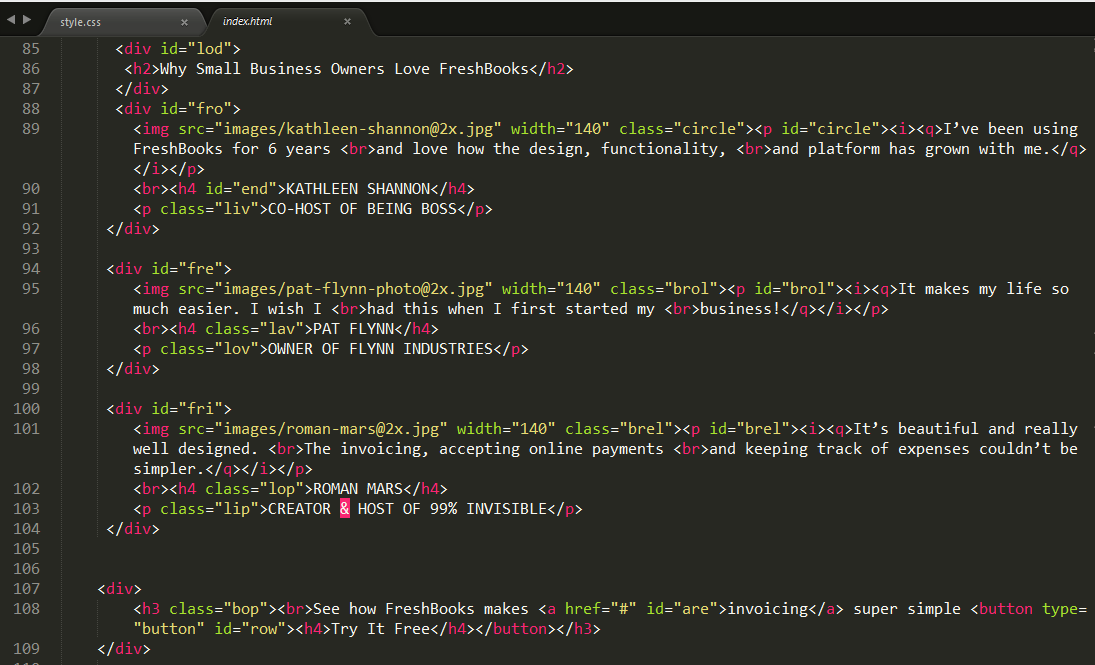 style.css × index.html ×
85 <div id="lod">
86 <h2>Why Small Business Owners Love FreshBooks</h2>
87 </div>
88 <div id="fro">
89 <img src="images/kathleen-shannon@2x.jpg" width="140" class="circle"><p id="circle"><i><q>I’ve been using
FreshBooks for 6 years <br>and love how the design, functionality, <br>and platform has grown with me.</q>
</i></p>
90 <br><h4 id="end">KATHLEEN SHANNON</h4>
91 <p class="liv">CO-HOST OF BEING BOSS</p>
92 </div>
93
94 <div id="fre">
95 <img src="images/pat-flynn-photo@2x.jpg" width="140" class="brol"><p id="brol"><i><q>It makes my life so
much easier. I wish I <br>had this when I first started my <br>business!</q></i></p>
96 <br><h4 class="lav">PAT FLYNN</h4>
97 <p class="lov">OWNER OF FLYNN INDUSTRIES</p>
98 </div>
99
100 <div id="fri">
101 <img src="images/roman-mars@2x.jpg" width="140" class="brel"><p id="brel"><i><q>It’s beautiful and really
well designed. <br>The invoicing, accepting online payments <br>and keeping track of expenses couldn’t be
simpler.</q></i></p>
102 <br><h4 class="lop">ROMAN MARS</h4>
103 <p class="lip">CREATOR & HOST OF 99% INVISIBLE</p>
104 </div>
105
106
107 <div>
108 <h3 class="bop"><br>See how FreshBooks makes <a href="#" id="are">invoicing</a> super simple <button type=
"button" id="row"><h4>Try It Free</h4></button></h3>
109 </div>